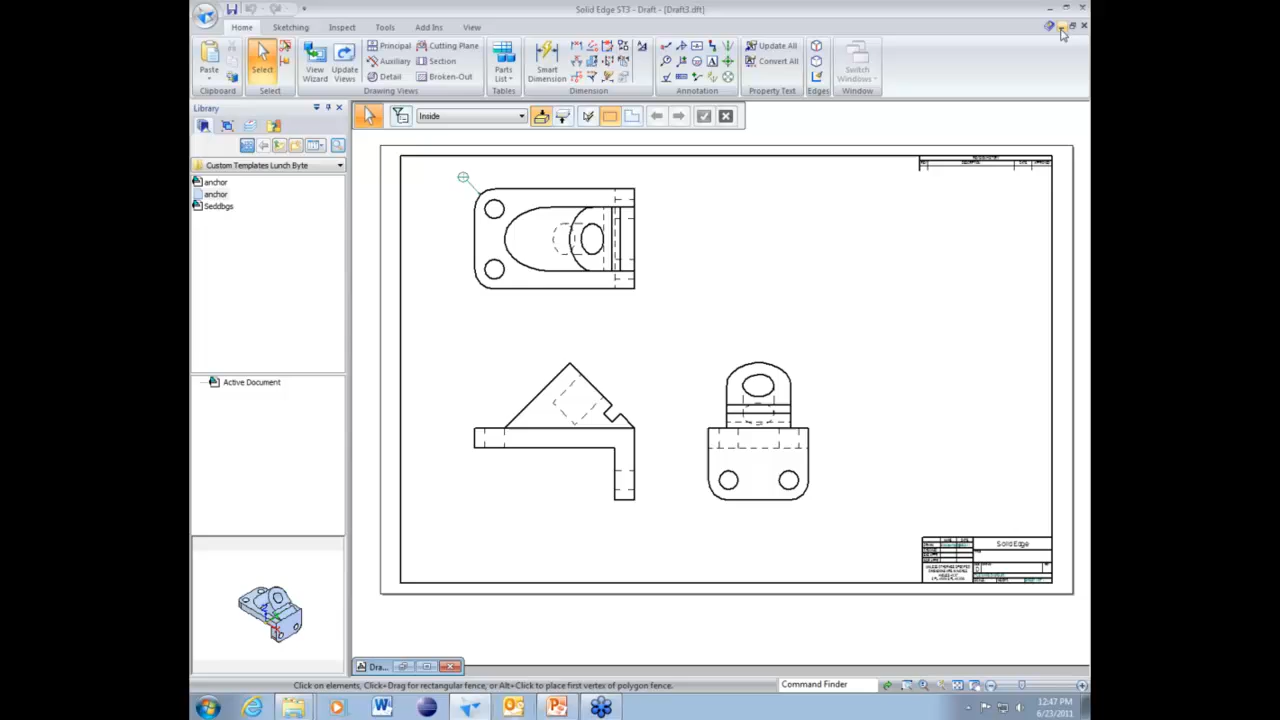 Solid Edge ST3 - Draft - [Draft3.dft]
Home Sketching Inspect Tools Add Ins View
Paste
Select
View Wizard
Update Views
Principal
Auxiliary
Detail
Cutting Plane
Section
Broken-Out
Parts List
Smart Dimension
Update All
Convert All
Switch Windows
Clipboard Select Drawing Views Tables Dimension Annotation Property Text Edges Window
Library
Inside
Custom Templates Lunch Byte
anchor
anchor
Seddbgs
Active Document
Solid Edge
Dra...
Click on elements, Click+Drag for rectangular fence, or Alt+Click to place first vertex of polygon fence.
Command Finder
12:47 PM
6/23/2011